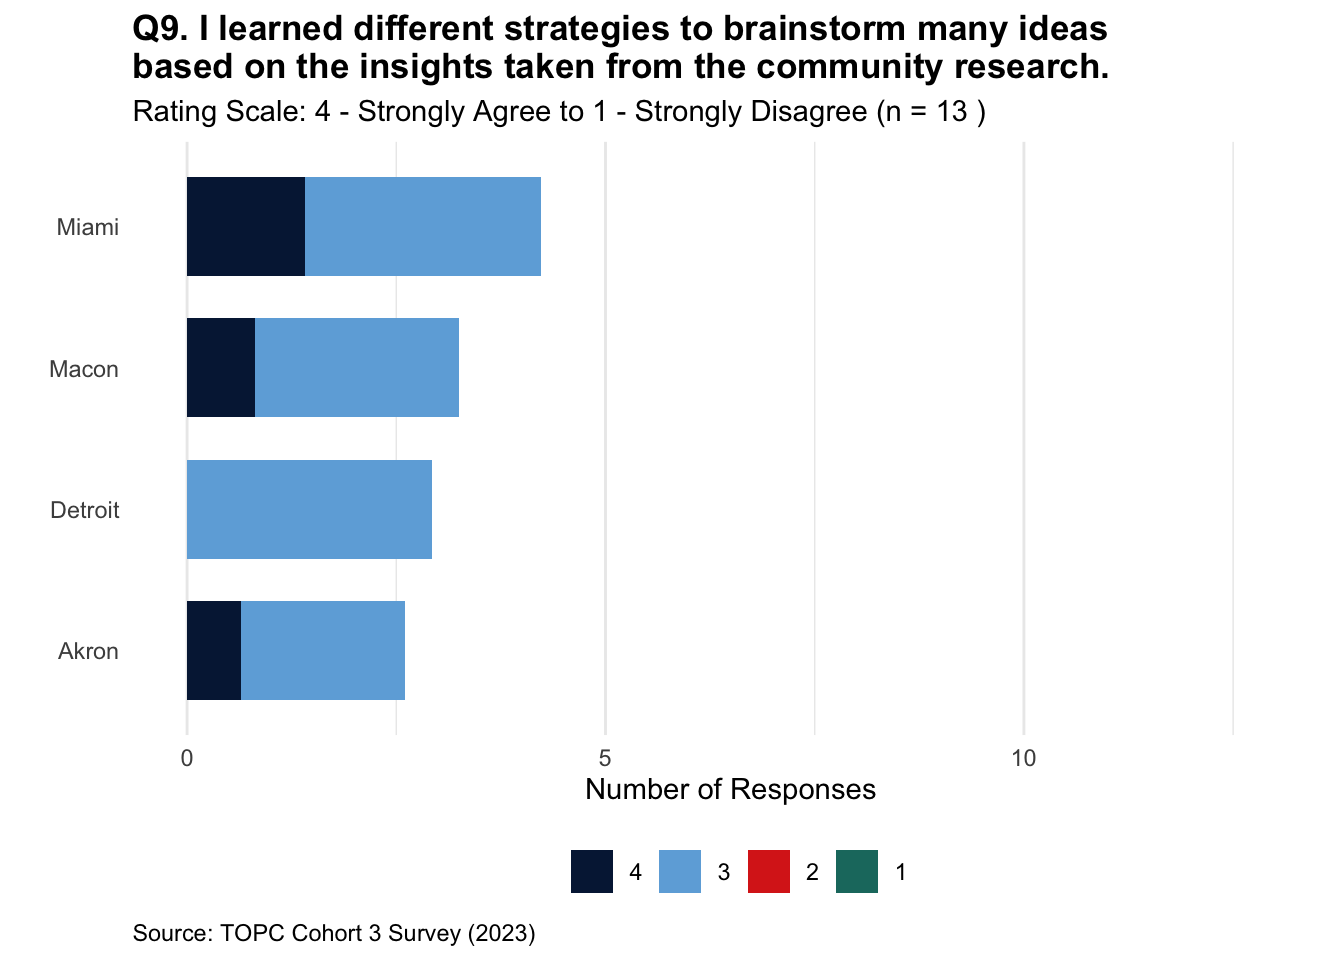 Q9. I learned different strategies to brainstorm many ideas
based on the insights taken from the community research.
Rating Scale: 4 - Strongly Agree to 1 - Strongly Disagree (n = 13 )
Miami
Macon
Detroit
Akron
0 5 10
Number of Responses
4 3 2 1
Source: TOPC Cohort 3 Survey (2023)